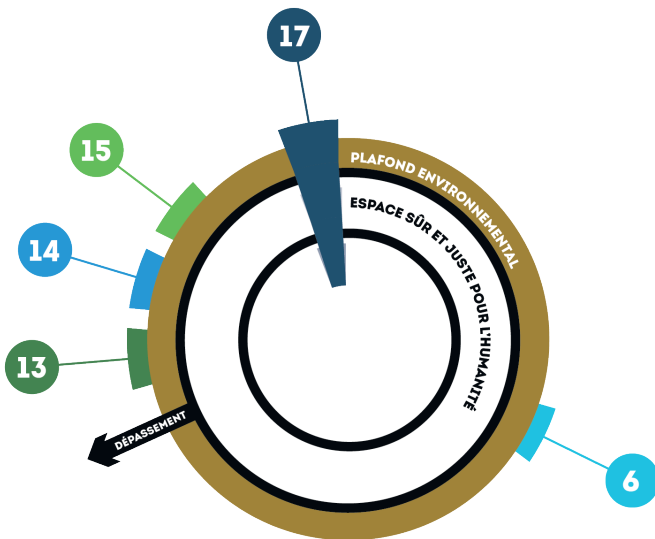 17
15
14
13
6
PLAFOND ENVIRONNEMENTAL
ESPACE SÛR ET JUSTE POUR L'HUMANITÉ
DÉPASSEMENT